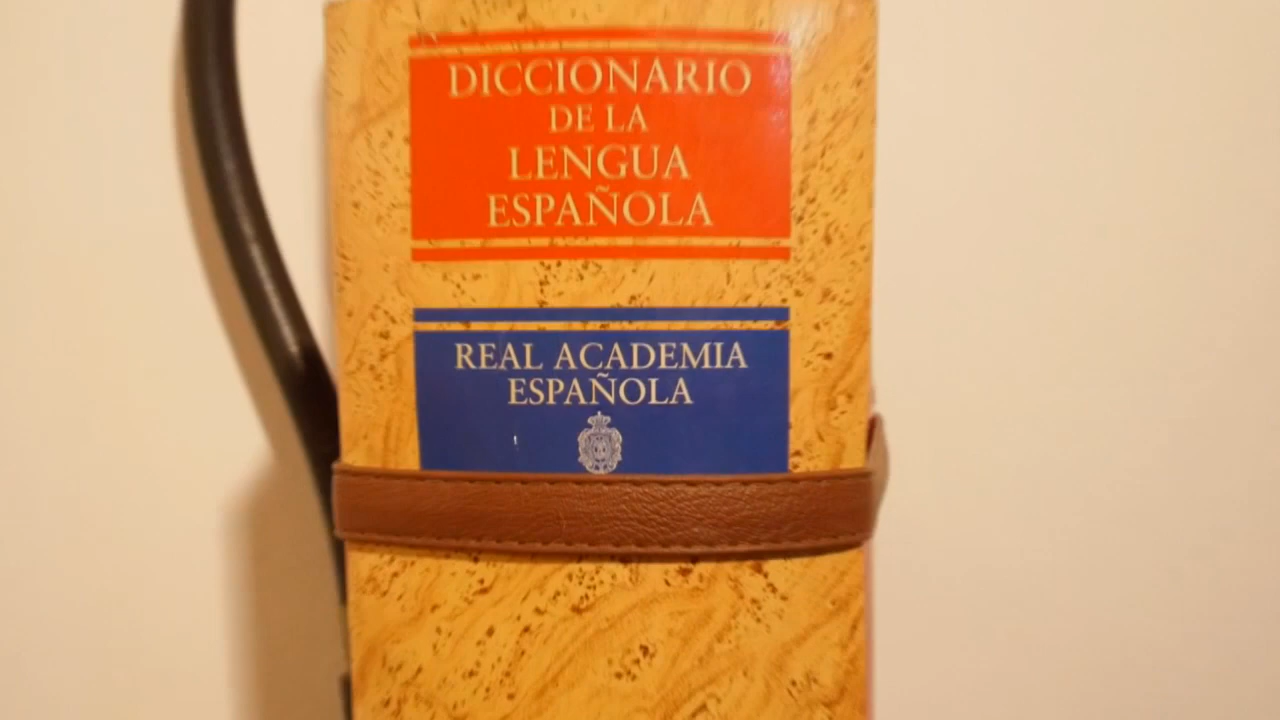 DICCIONARIO
DE LA
LENGUA
ESPAÑOLA
REAL ACADEMIA
ESPAÑOLA